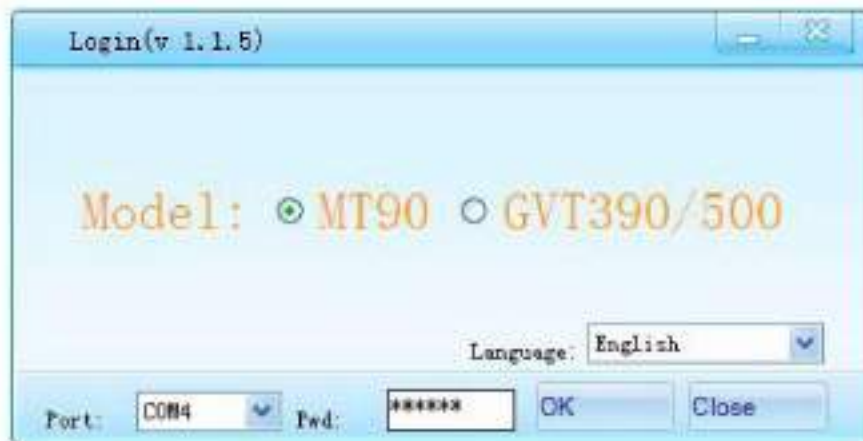 Login(v 1.1.5)
Model: MT90 GVT390/500
Language: English
Port: COM4 Pwd: ****** OK Close